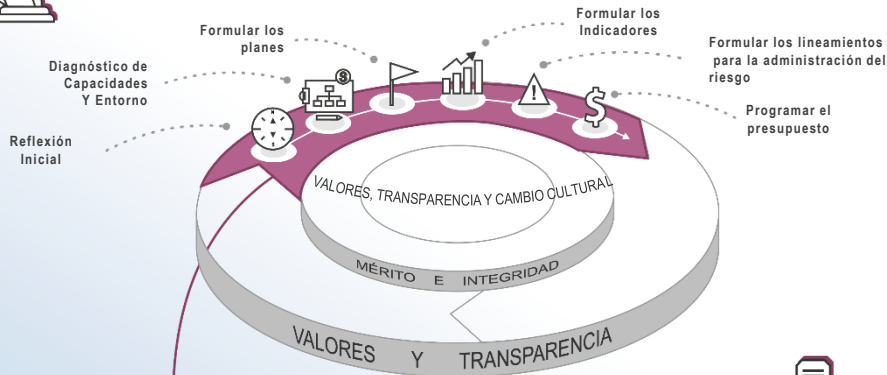 Reflexión
Inicial
Diagnóstico de
Capacidades
Y Entorno
Formular los
planes
Formular los
Indicadores
Formular los lineamientos
para la administración del
riesgo
Programar el
presupuesto
$
!
$
VALORES, TRANSPARENCIA Y CAMBIO CULTURAL
MÉRITO E INTEGRIDAD
VALORES Y TRANSPARENCIA